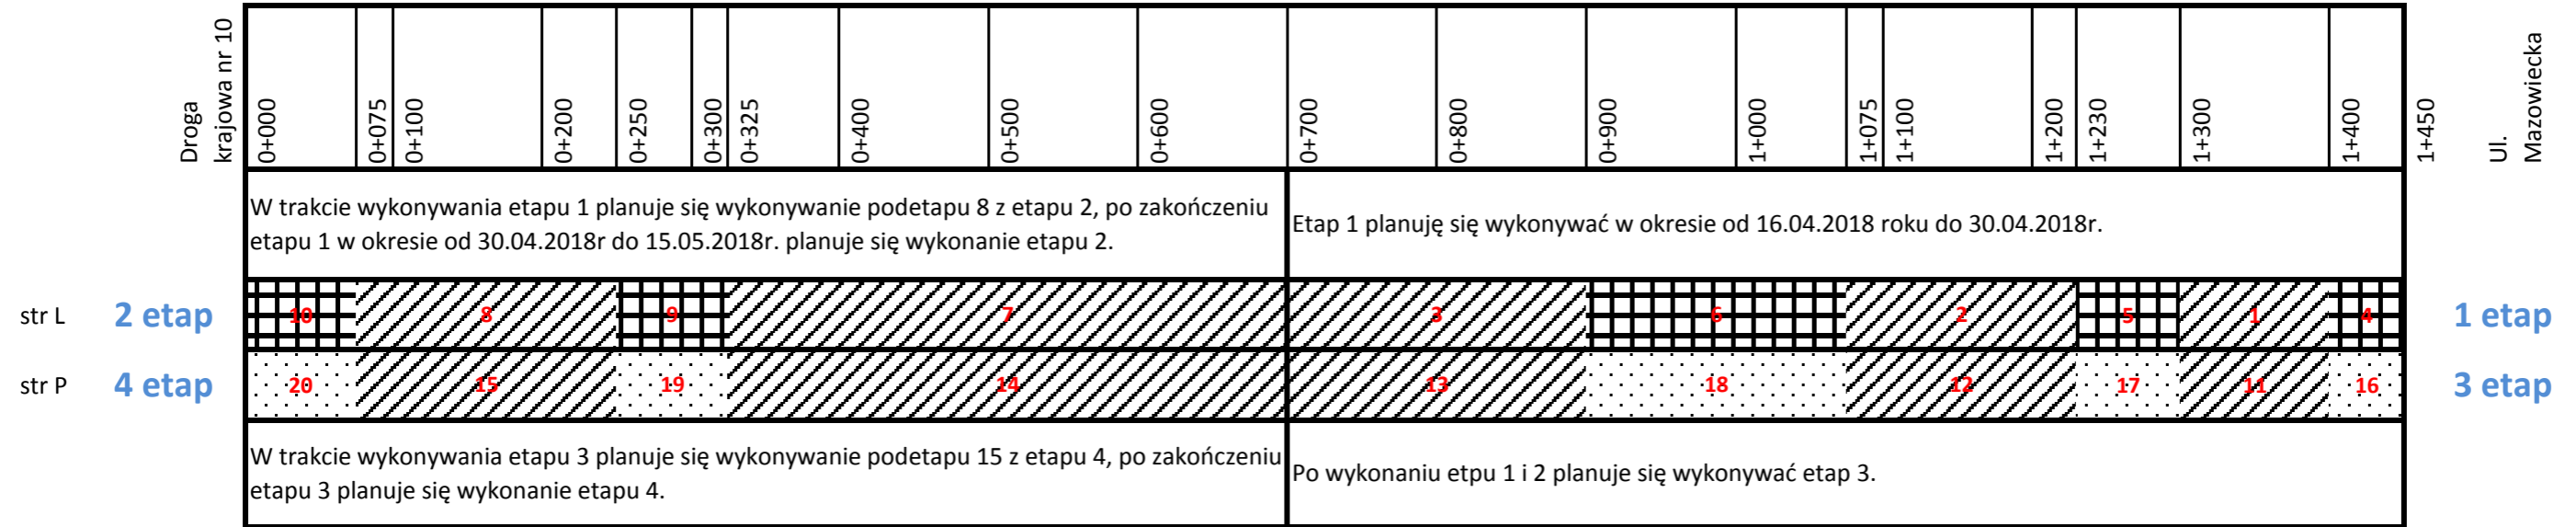 Droga
krajowa nr 10
0+000
0+075
0+100
0+200
0+250
0+300
0+325
0+400
0+500
0+600
0+700
0+800
0+900
1+000
1+075
1+100
1+200
1+230
1+300
1+400
1+450
Ul.
Mazowiecka
W trakcie wykonywania etapu 1 planuje się wykonywanie podetapu 8 z etapu 2, po zakończeniu
etapu 1 w okresie od 30.04.2018r do 15.05.2018r. planuje się wykonanie etapu 2.
Etap 1 planuję się wykonywać w okresie od 16.04.2018 roku do 30.04.2018r.
str L 2 etap 10 8 9 7 3 6 2 5 1 4 1 etap
str P 4 etap 20 15 19 14 13 18 12 17 11 16 3 etap
W trakcie wykonywania etapu 3 planuje się wykonywanie podetapu 15 z etapu 4, po zakończeniu
etapu 3 planuje się wykonanie etapu 4.
Po wykonaniu etpu 1 i 2 planuje się wykonywać etap 3.